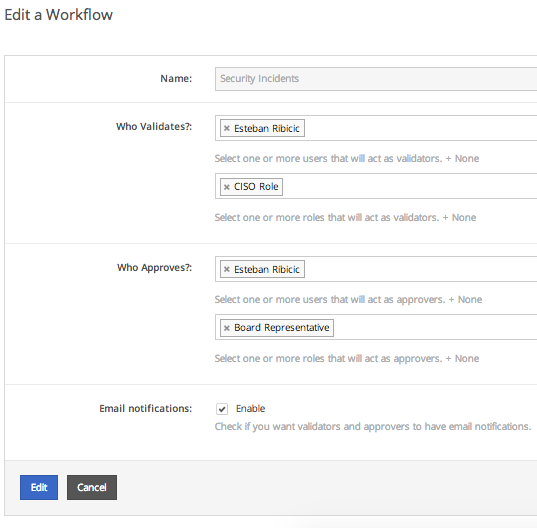 Edit a Workflow
Name: Security Incidents
Who Validates?: × Esteban Ribicic
Select one or more users that will act as validators. + None
× CISO Role
Select one or more roles that will act as validators. + None
Who Approves?: × Esteban Ribicic
Select one or more users that will act as approvers. + None
× Board Representative
Select one or more roles that will act as approvers. + None
Email notifications: Enable
Check if you want validators and approvers to have email notifications.
Edit Cancel